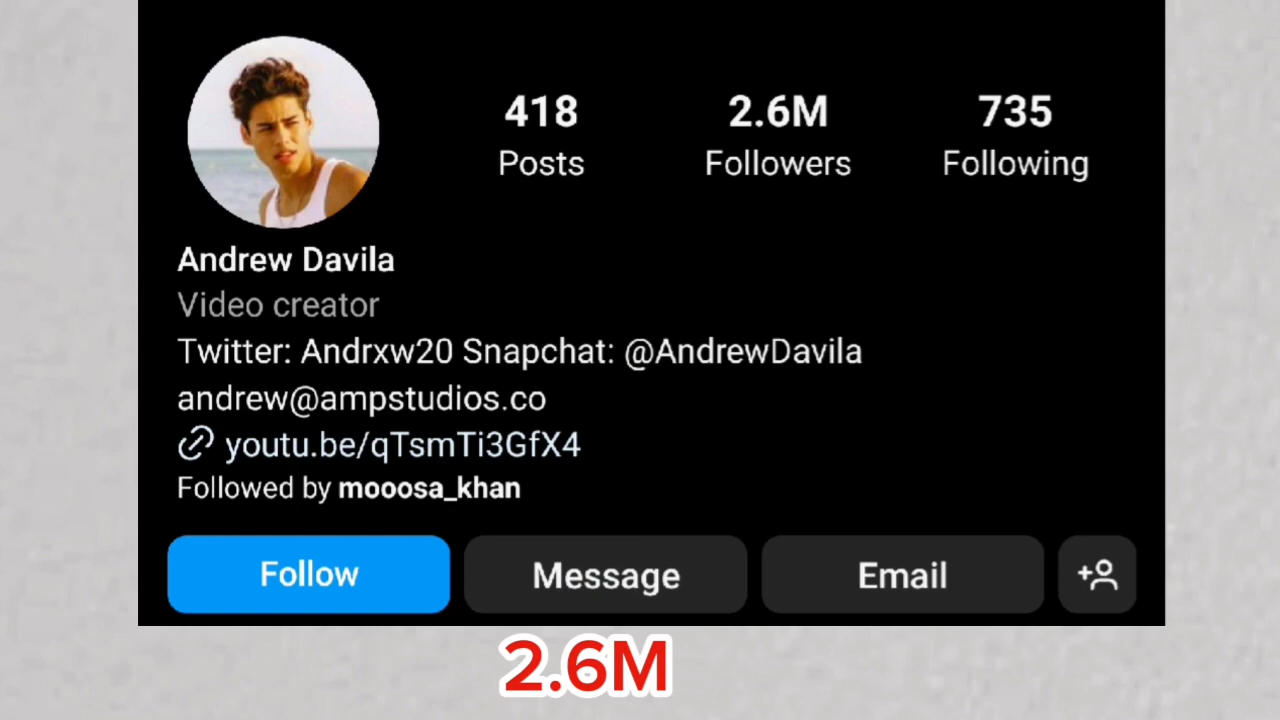 418 2.6M 735
Posts Followers Following
Andrew Davila
Video creator
Twitter: Andrxw20 Snapchat: @AndrewDavila
andrew@ampstudios.co
youtu.be/qTsmTi3GfX4
Followed by mooosa_khan
Follow Message Email
2.6M